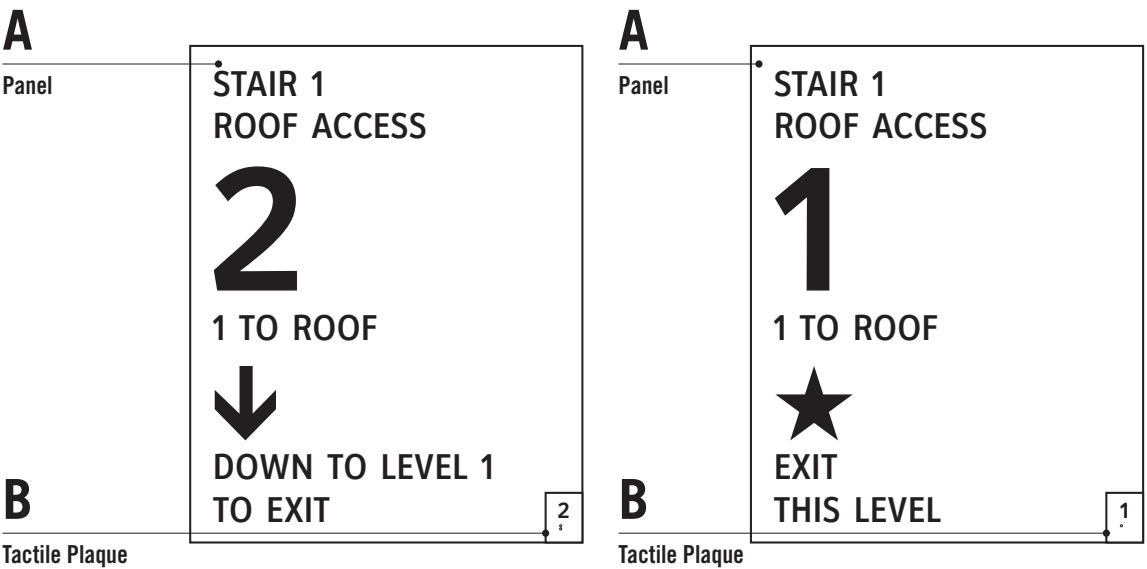 A
Panel
STAIR 1
ROOF ACCESS
2
1 TO ROOF
DOWN TO LEVEL 1
TO EXIT
B
Tactile Plaque
2
A
Panel
STAIR 1
ROOF ACCESS
1
1 TO ROOF
EXIT
THIS LEVEL
B
Tactile Plaque
1